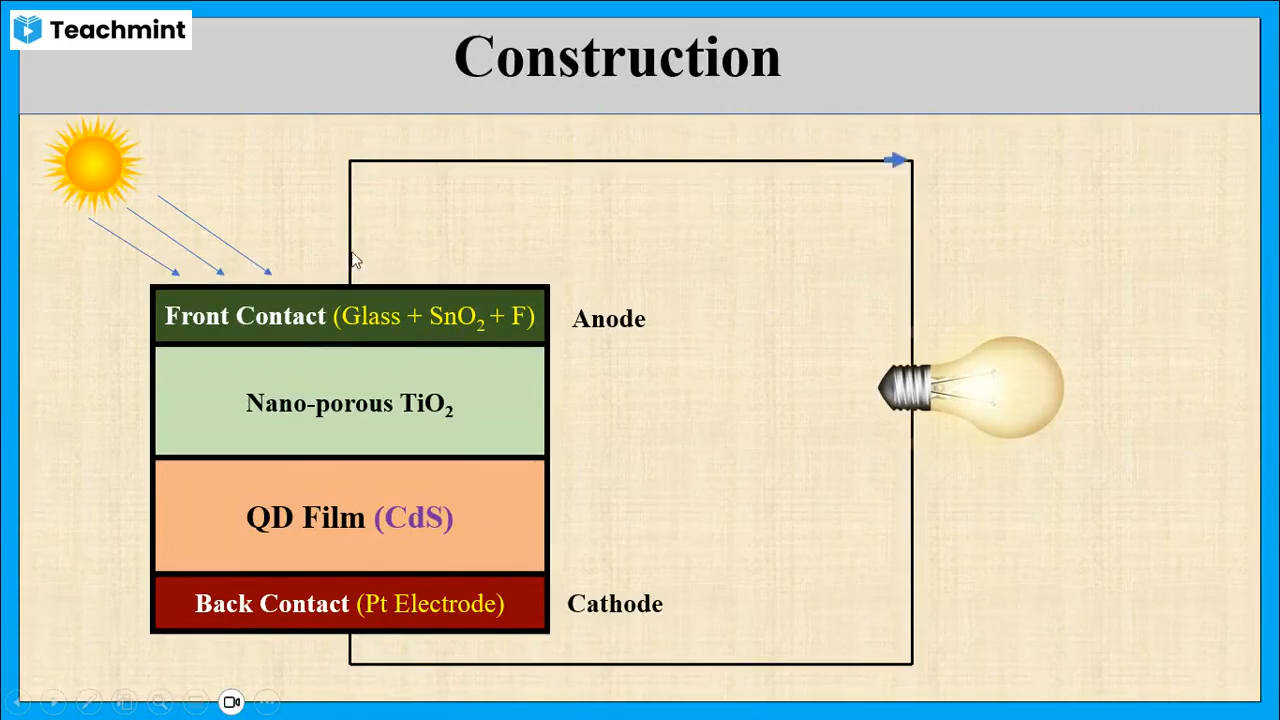 Teachmint
Construction
Front Contact (Glass + SnO₂ + F)
Anode
Nano-porous TiO₂
QD Film (CdS)
Back Contact (Pt Electrode)
Cathode